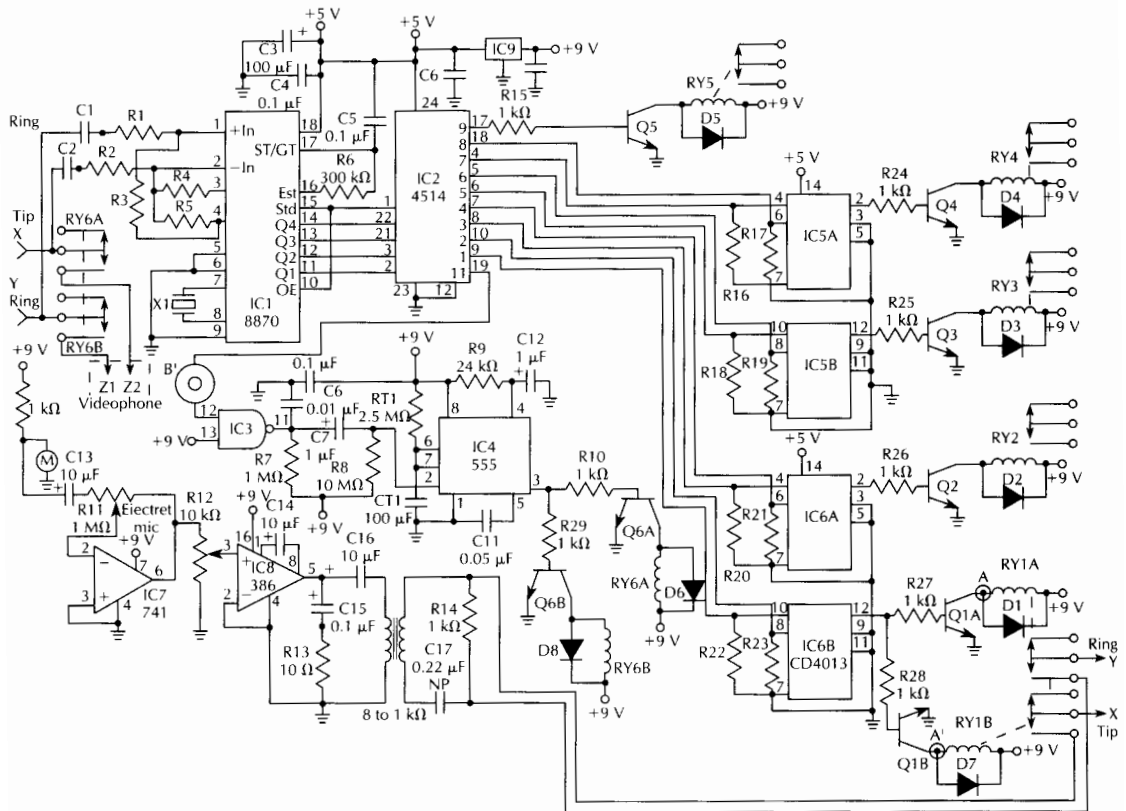 +5 V
C3
+
100 µF
C4
0.1 µF
+5 V
C6
IC9
+9 V
C5
0.1 µF
R15
1 kΩ
Q5
RY5
D5
+9 V
Ring
C1
R1
C2
R2
R3
R4
R5
1
+In
2
−In
3
4
5
6
7
8
9
18
17
ST/GT
16
Est
15
Std
14
Q4
13
Q3
12
Q2
11
Q1
10
OE
IC1
8870
X1
R6
300 kΩ
24
1
22
21
3
2
23
12
IC2
4514
9 17
8 18
7 4
6 5
5 6
4 7
3 8
2 10
1 9
11 19
Tip
X
Y
Ring
RY6A
RY6B
Z1 Z2
Videophone
+5 V
14
4
6
7
2
3
5
IC5A
R17
R16
R24
1 kΩ
Q4
RY4
D4
+9 V
10
8
7
12
9
11
IC5B
R18
R19
R25
1 kΩ
Q3
RY3
D3
+9 V
+5 V
14
4
6
7
2
3
5
IC6A
R21
R20
R26
1 kΩ
Q2
RY2
D2
+9 V
10
8
7
12
9
11
IC6B
CD4013
R22
R23
R27
1 kΩ
Q1A
A
RY1A
D1
+9 V
Ring
Y
R28
1 kΩ
Q1B
A'
RY1B
D7
+9 V
X
Tip
+9 V
1 kΩ
M
C13
10 µF
+
R11
1 MΩ
Electret
mic
+9 V
2
−
3
+
7
6
4
IC7
741
R12
10 kΩ
B'
12
13
11
IC3
+9 V
0.1 µF
C6
0.01 µF
+
C7
1 µF
R7
1 MΩ
R8
10 MΩ
+9 V
+9 V
RT1
2.5 MΩ
CT1
100 µF
R9
24 kΩ
C12
1 µF
+
8
4
6
7
2
3
1
5
IC4
555
C11
0.05 µF
R10
1 kΩ
R29
1 kΩ
Q6A
RY6A
D6
+9 V
Q6B
D8
RY6B
+9 V
+9 V
C14
10 µF
16
1
+
8
3
+
2
−
5
4
IC8
386
+
+
C16
10 µF
C15
0.1 µF
R13
10 Ω
8 to 1 kΩ
R14
1 kΩ
C17
0.22 µF
NP